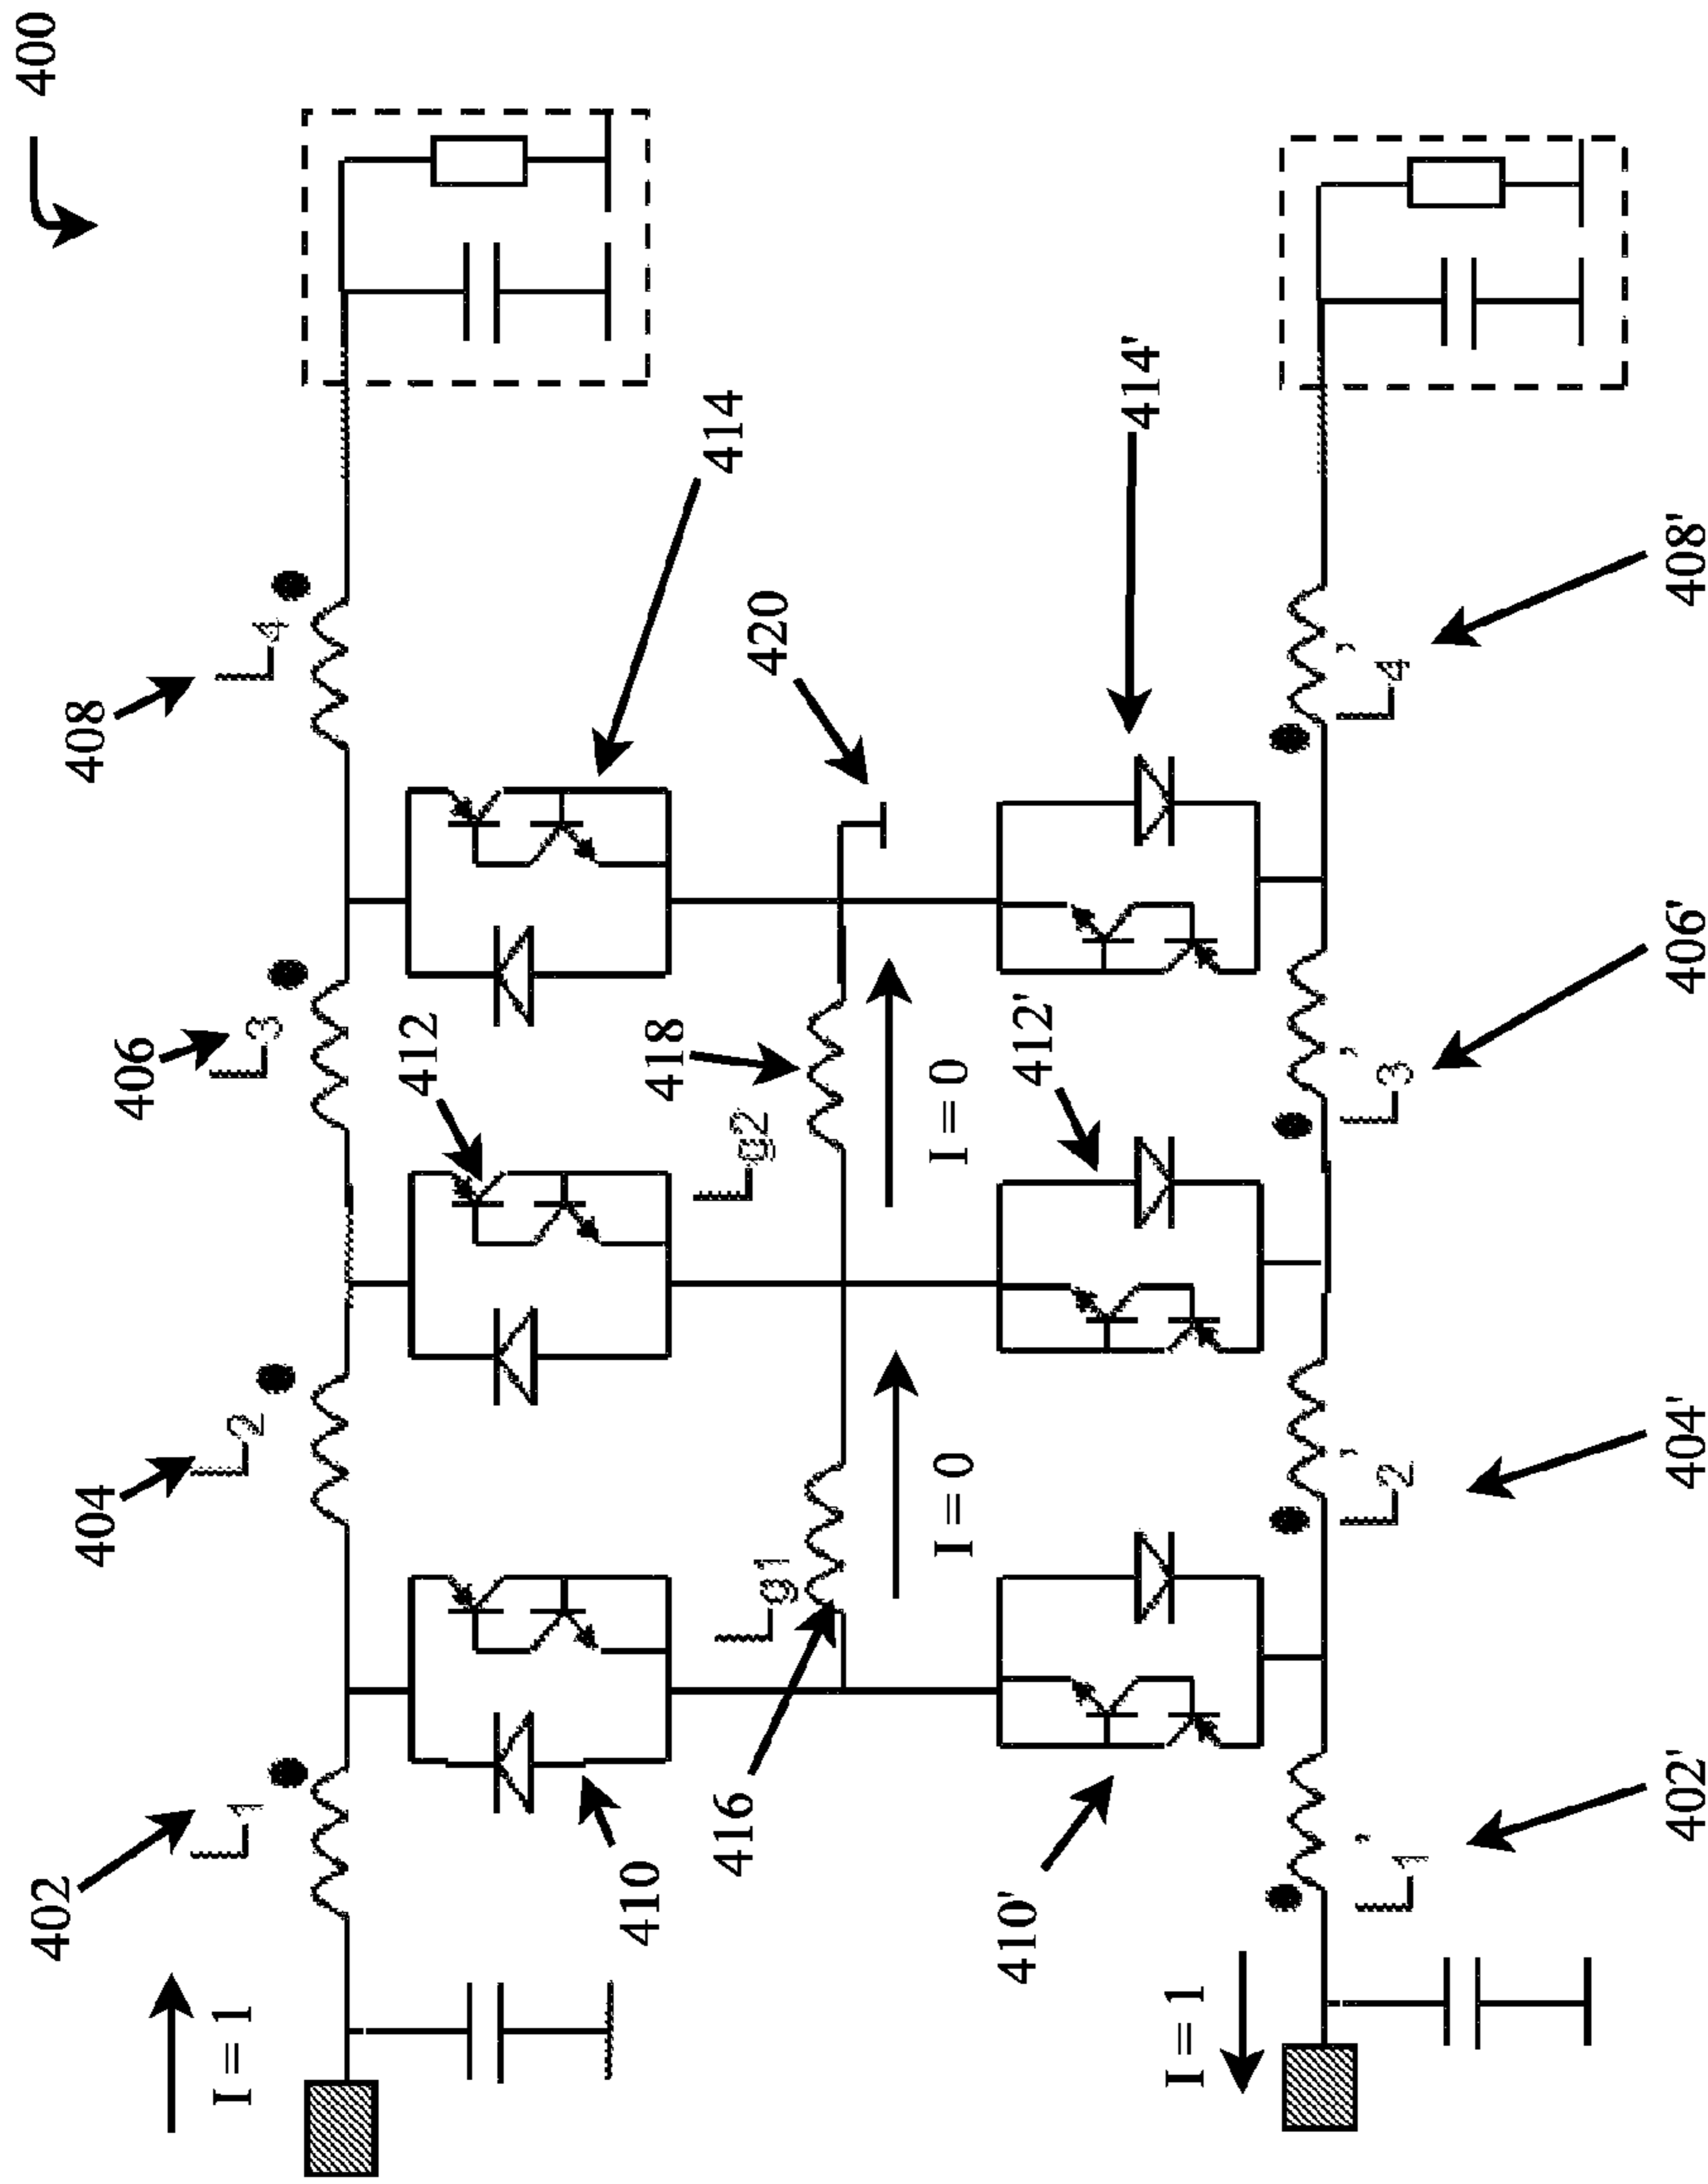 400
408
L4
406
L3
404
L2
402
L1
I = 1
414
412
410
420
418
Lg2
416
Lg1
I = 0
I = 0
414'
412'
410'
I = 1
L4'
L3'
L2'
L1'
408'
406'
404'
402'